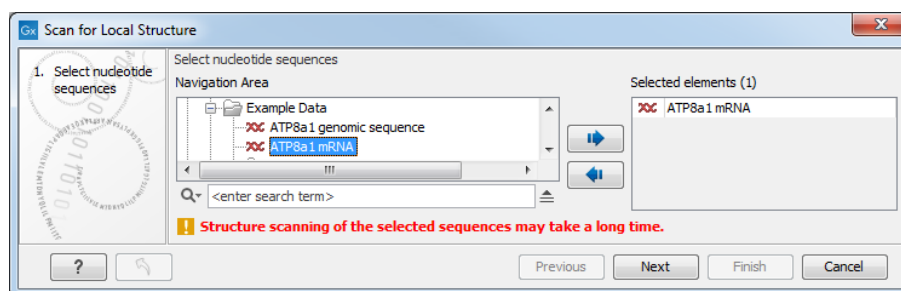 Gx Scan for Local Structure
1. Select nucleotide
sequences
Select nucleotide sequences
Navigation Area
Example Data
ATP8a1 genomic sequence
ATP8a1 mRNA
<enter search term>
Selected elements (1)
ATP8a1 mRNA
Structure scanning of the selected sequences may take a long time.
? Previous Next Finish Cancel